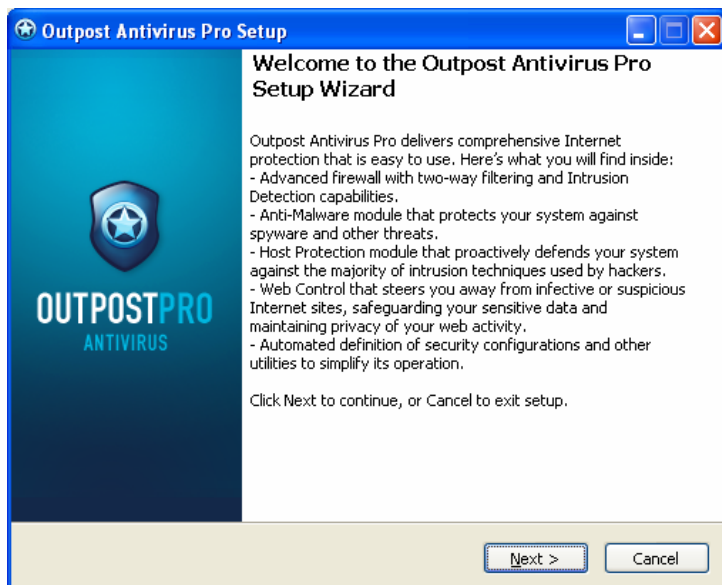 Outpost Antivirus Pro Setup
Welcome to the Outpost Antivirus Pro
Setup Wizard
Outpost Antivirus Pro delivers comprehensive Internet
protection that is easy to use. Here's what you will find inside:
- Advanced firewall with two-way filtering and Intrusion
Detection capabilities.
- Anti-Malware module that protects your system against
spyware and other threats.
- Host Protection module that proactively defends your system
against the majority of intrusion techniques used by hackers.
- Web Control that steers you away from infective or suspicious
Internet sites, safeguarding your sensitive data and
maintaining privacy of your web activity.
- Automated definition of security configurations and other
utilities to simplify its operation.
Click Next to continue, or Cancel to exit setup.
OUTPOSTPRO
ANTIVIRUS
Next >
Cancel